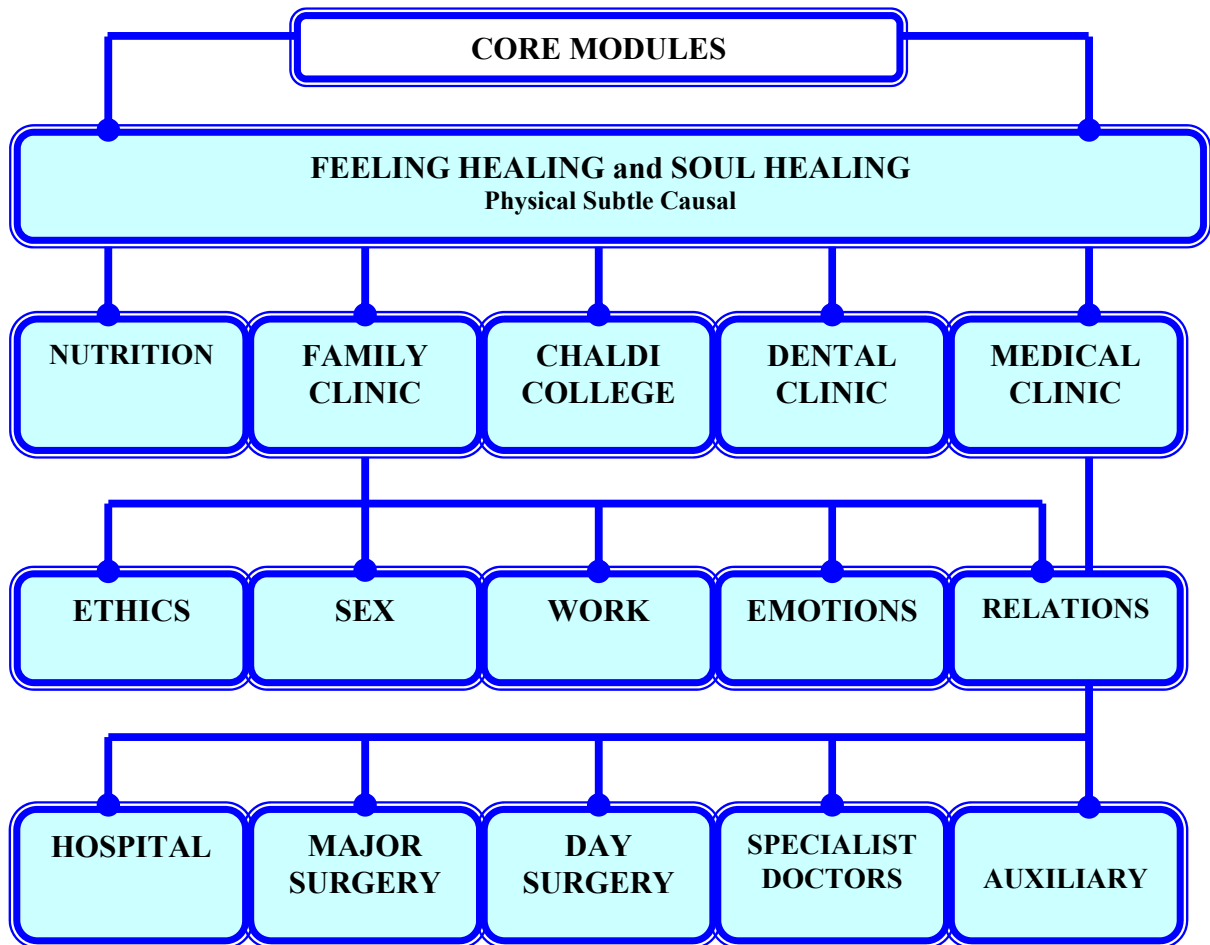 CORE MODULES
FEELING HEALING and SOUL HEALING
Physical Subtle Causal
NUTRITION
FAMILY
CLINIC
CHALDI
COLLEGE
DENTAL
CLINIC
MEDICAL
CLINIC
ETHICS
SEX
WORK
EMOTIONS
RELATIONS
HOSPITAL
MAJOR
SURGERY
DAY
SURGERY
SPECIALIST
DOCTORS
AUXILIARY